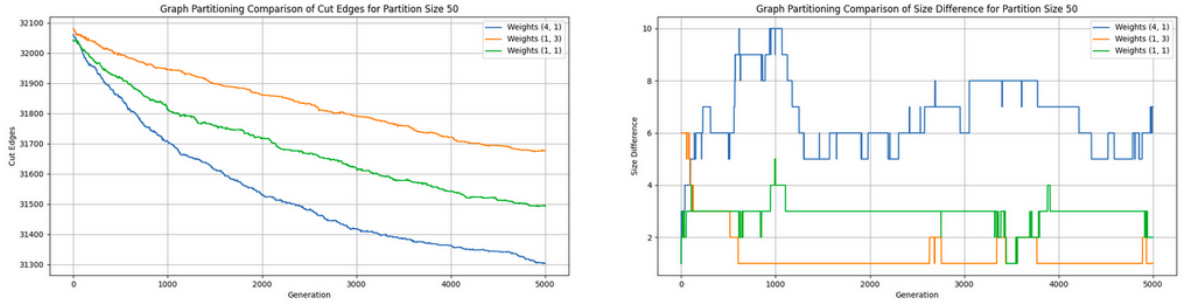 Graph Partitioning Comparison of Cut Edges for Partition Size 50
32100
32000
31900
31800
31700
31600
31500
31400
31300
Cut Edges
Weights (4, 1)
Weights (1, 3)
Weights (1, 1)
0
1000
2000
3000
4000
5000
Generation
Graph Partitioning Comparison of Size Difference for Partition Size 50
10
8
6
4
2
Size Difference
Weights (4, 1)
Weights (1, 3)
Weights (1, 1)
0
1000
2000
3000
4000
5000
Generation